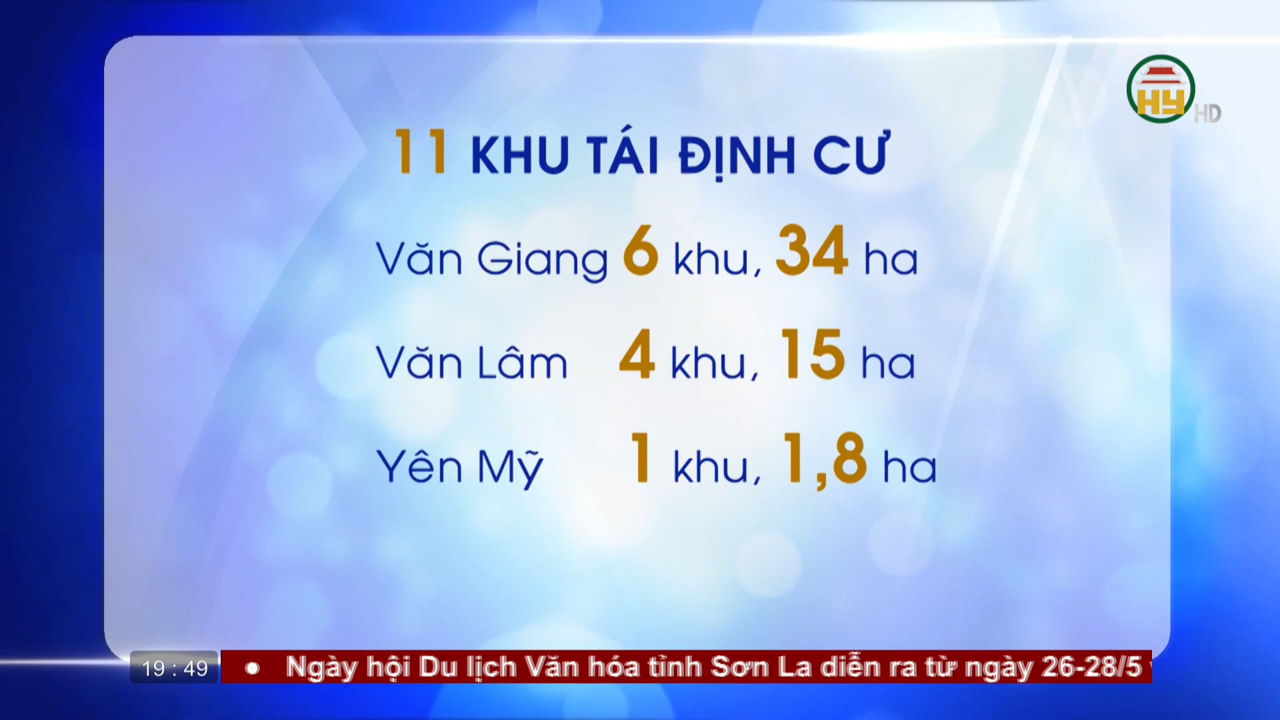 HY HD
11 KHU TÁI ĐỊNH CƯ
Văn Giang 6 khu, 34 ha
Văn Lâm 4 khu, 15 ha
Yên Mỹ 1 khu, 1,8 ha
19 : 49 • Ngày hội Du lịch Văn hóa tỉnh Sơn La diễn ra từ ngày 26-28/5